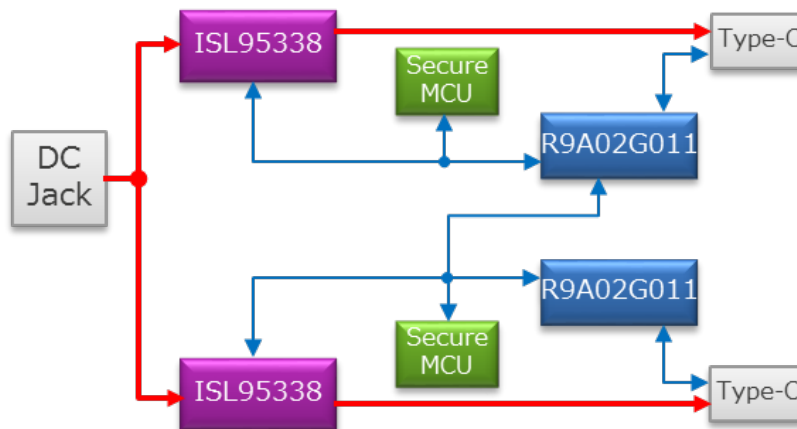 ISL95338
Type-C
Secure
MCU
R9A02G011
DC
Jack
R9A02G011
Secure
MCU
ISL95338
Type-C